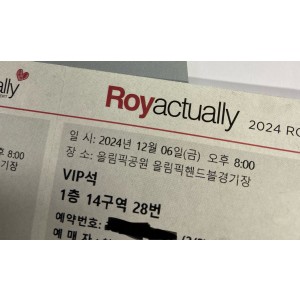 ally
Royactually 2024 RO
후 8:00
기장
일 시: 2024년 12월 06일(금) 오후 8:00
장 소: 올림픽공원 올림픽핸드볼경기장
VIP석
1층 14구역 28번
예약번호:
예 매 자: